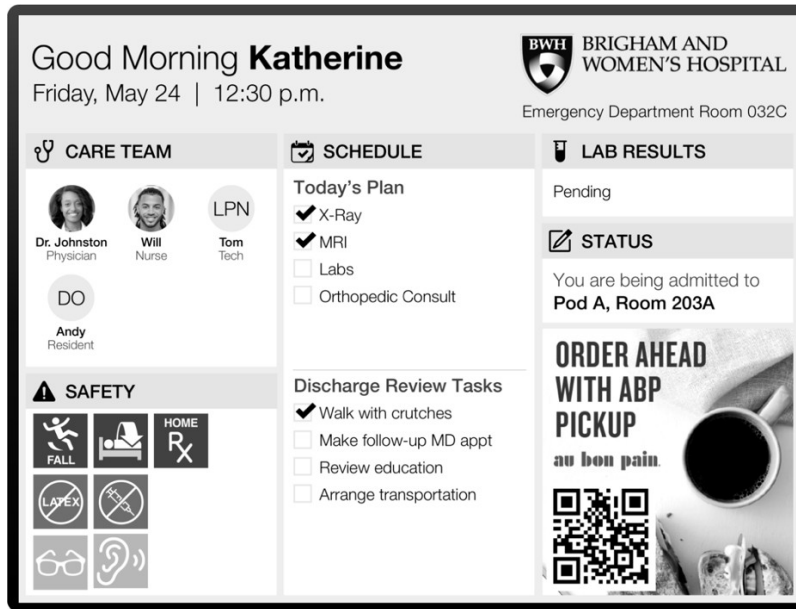 Good Morning Katherine
Friday, May 24 | 12:30 p.m.
BWH
BRIGHAM AND
WOMEN'S HOSPITAL
Emergency Department Room 032C
CARE TEAM
Dr. Johnston
Physician
Will
Nurse
LPN
Tom
Tech
DO
Andy
Resident
SAFETY
FALL
HOME
Rx
LATEX
SCHEDULE
Today's Plan
X-Ray
MRI
Labs
Orthopedic Consult
Discharge Review Tasks
Walk with crutches
Make follow-up MD appt
Review education
Arrange transportation
LAB RESULTS
Pending
STATUS
You are being admitted to
Pod A, Room 203A
ORDER AHEAD
WITH ABP
PICKUP
au bon pain.